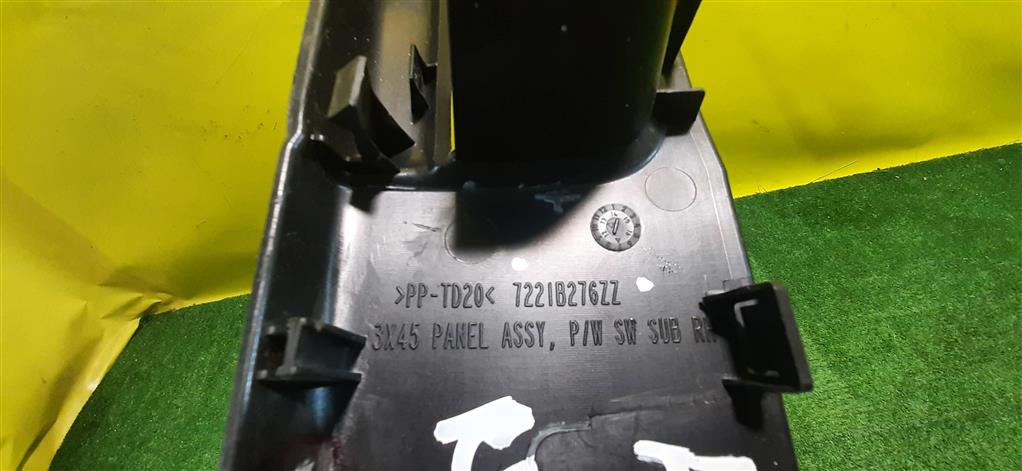 >PP-TD20< 7221B276ZZ
3X45 PANEL ASSY, P/W SW SUB RH